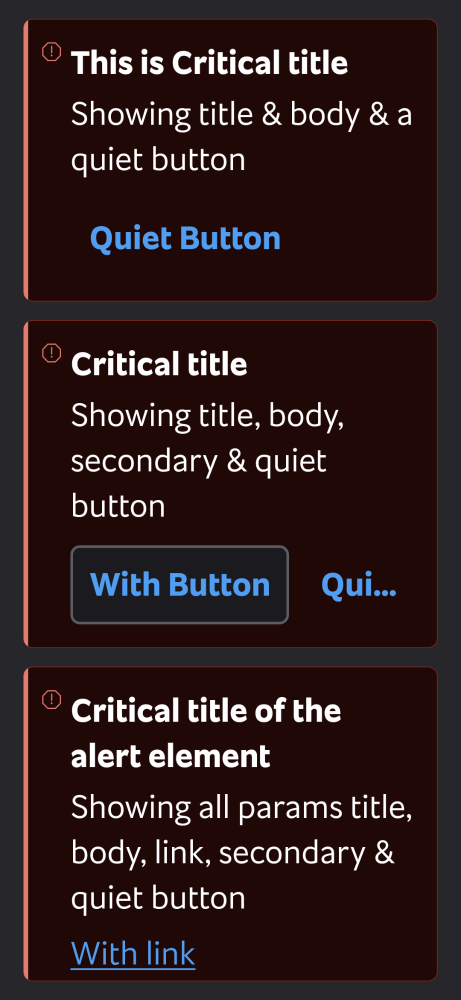 This is Critical title
Showing title & body & a
quiet button
Quiet Button
Critical title
Showing title, body,
secondary & quiet
button
With Button
Qui...
Critical title of the
alert element
Showing all params title,
body, link, secondary &
quiet button
With link